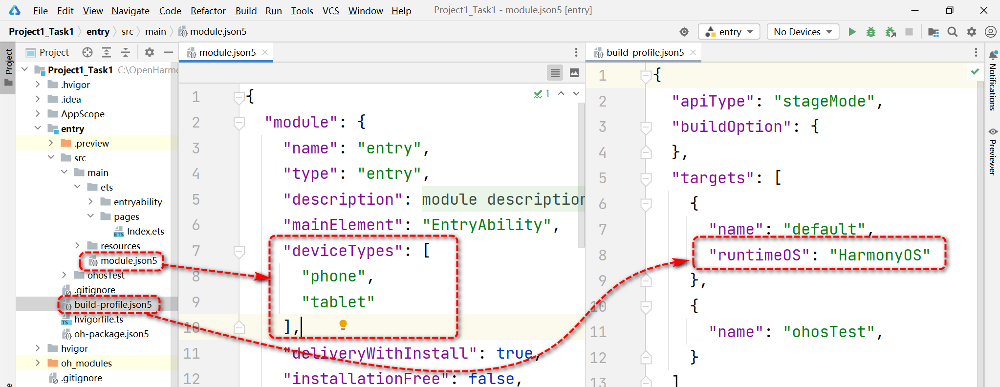 File Edit View Navigate Code Refactor Build Run Tools VCS Window Help Project1_Task1 - module.json5 [entry]
Project1_Task1 entry src main module.json5 entry No Devices
Project
Project
module.json5
build-profile.json5
Project1_Task1 C:\OpenHarmo
.hvigor
.idea
AppScope
entry
.preview
src
main
ets
entryability
pages
Index.ets
resources
module.json5
ohosTest
.gitignore
build-profile.json5
hvigorfile.ts
oh-package.json5
hvigor
oh_modules
.gitignore
1
1 {
2 "module": {
3 "name": "entry",
4 "type": "entry",
5 "description": module description
6 "mainElement": "EntryAbility",
7 "deviceTypes": [
8 "phone",
9 "tablet"
10 ],
11 "deliveryWithInstall": true,
12 "installationFree": false,
1 {
2 "apiType": "stageMode",
3 "buildOption": {
4 },
5 "targets": [
6 {
7 "name": "default",
8 "runtimeOS": "HarmonyOS"
9 },
10 {
11 "name": "ohosTest",
12 }
13 ]
Notifications
Previewer